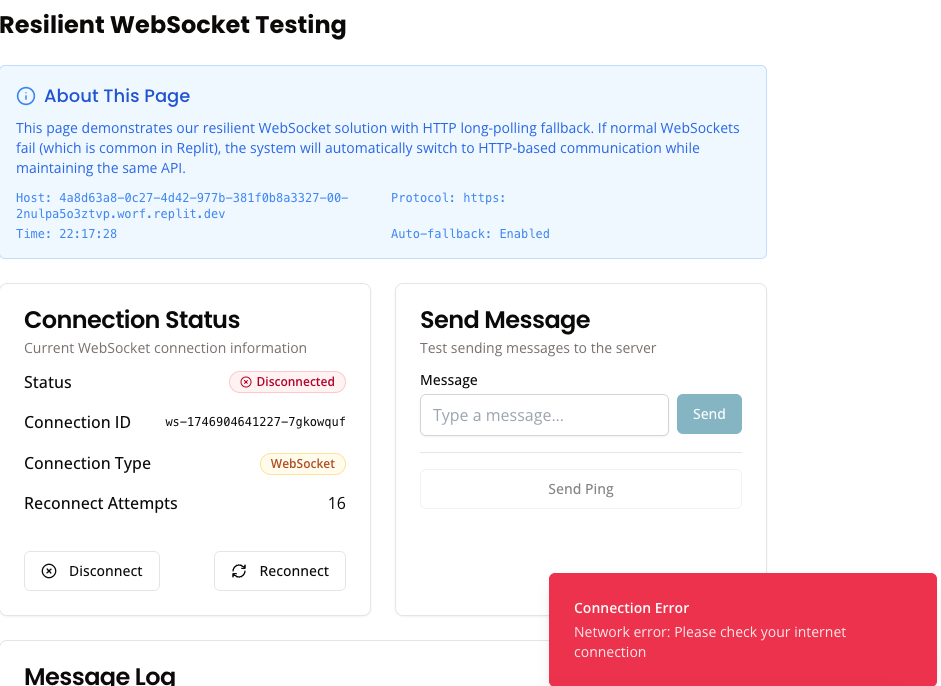 Resilient WebSocket Testing
About This Page
This page demonstrates our resilient WebSocket solution with HTTP long-polling fallback. If normal WebSockets
fail (which is common in Replit), the system will automatically switch to HTTP-based communication while
maintaining the same API.
Host: 4a8d63a8-0c27-4d42-977b-381f0b8a3327-00-
2nulpa5o3ztvp.worf.replit.dev
Protocol: https:
Time: 22:17:28
Auto-fallback: Enabled
Connection Status
Current WebSocket connection information
Status
Disconnected
Connection ID
ws-1746904641227-7gkowquf
Connection Type
WebSocket
Reconnect Attempts
16
Disconnect
Reconnect
Send Message
Test sending messages to the server
Message
Type a message...
Send
Send Ping
Message Log
Connection Error
Network error: Please check your internet
connection